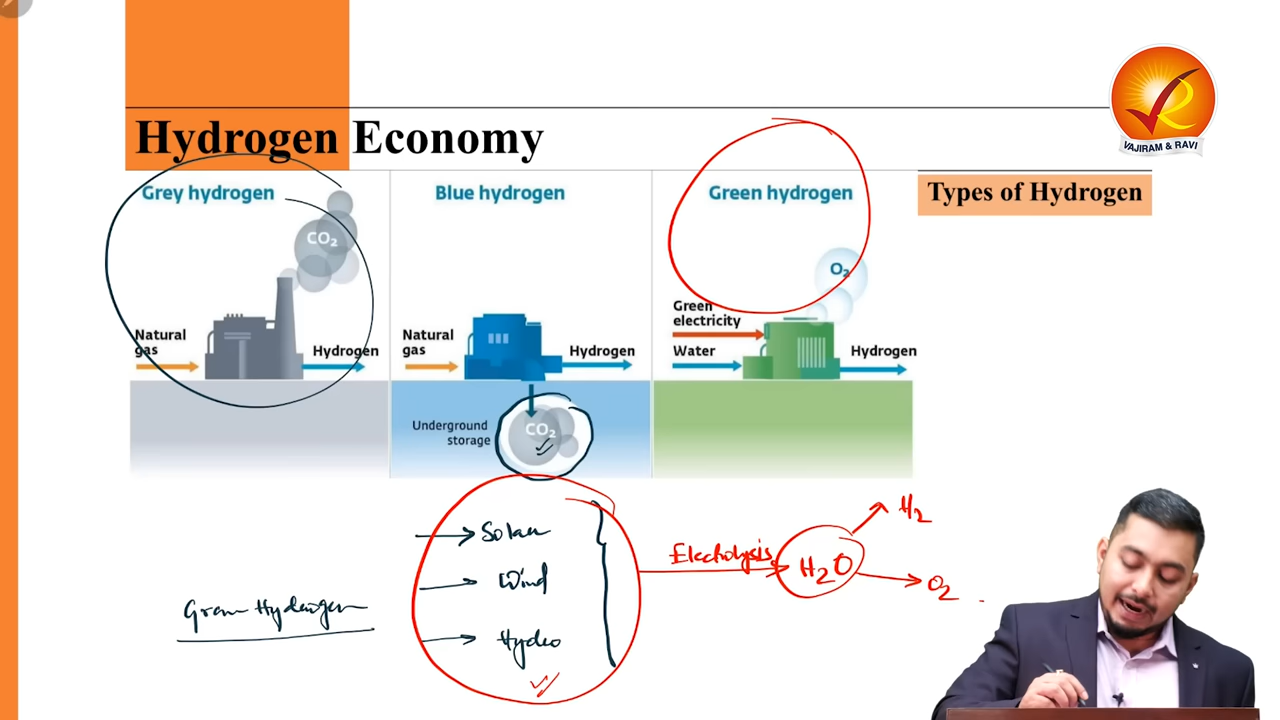 VAJIRAM & RAVI
Hydrogen Economy
Types of Hydrogen
Grey hydrogen
CO₂
Natural
gas
Hydrogen
Blue hydrogen
Natural
gas
Hydrogen
Underground
storage
CO₂
Green hydrogen
O₂
Green
electricity
Water
Hydrogen
Green Hydrogen
Solar
Wind
Hydro
Electrolysis
H₂O
H₂
O₂